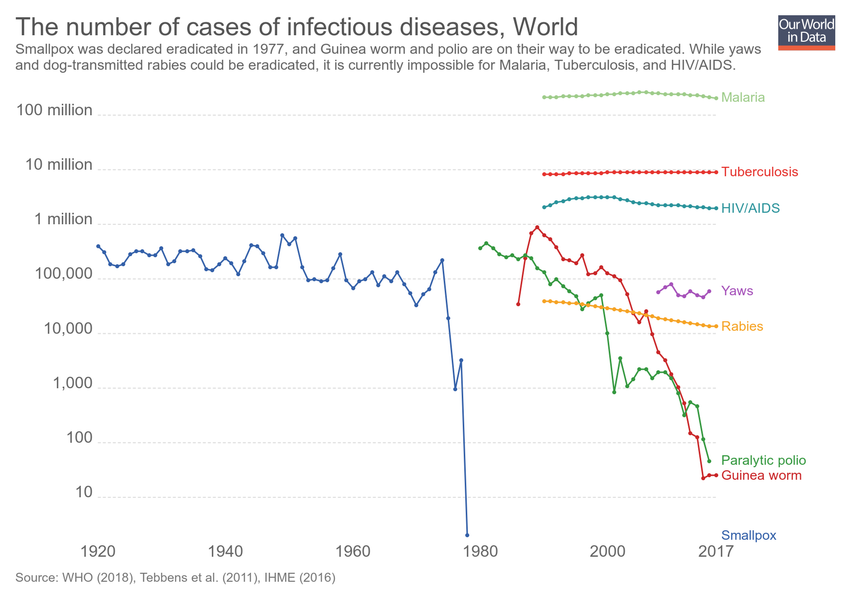 The number of cases of infectious diseases, World
Our World
in Data
Smallpox was declared eradicated in 1977, and Guinea worm and polio are on their way to be eradicated. While yaws
and dog-transmitted rabies could be eradicated, it is currently impossible for Malaria, Tuberculosis, and HIV/AIDS.
100 million
10 million
1 million
100,000
10,000
1,000
100
10
Malaria
Tuberculosis
HIV/AIDS
Yaws
Rabies
Paralytic polio
Guinea worm
Smallpox
1920
1940
1960
1980
2000
2017
Source: WHO (2018), Tebbens et al. (2011), IHME (2016)